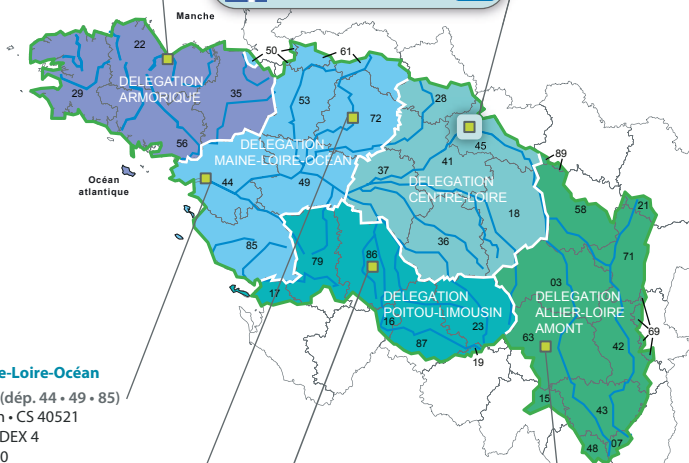 Manche
22
50
61
DELEGATION
ARMORIQUE
29
35
53
72
28
45
56
DELEGATION
MAINE-LOIRE-OCEAN
41
89
37
Océan
atlantique
44
49
DELEGATION
CENTRE-LOIRE
58
21
18
85
79
86
36
71
03
17
DELEGATION
POITOU-LIMOUSIN
DELEGATION
ALLIER-LOIRE
AMONT
16
23
69
63
87
19
42
e-Loire-Océan
(dép. 44 • 49 • 85)
15
• CS 40521
43
DEX 4
07
48
0